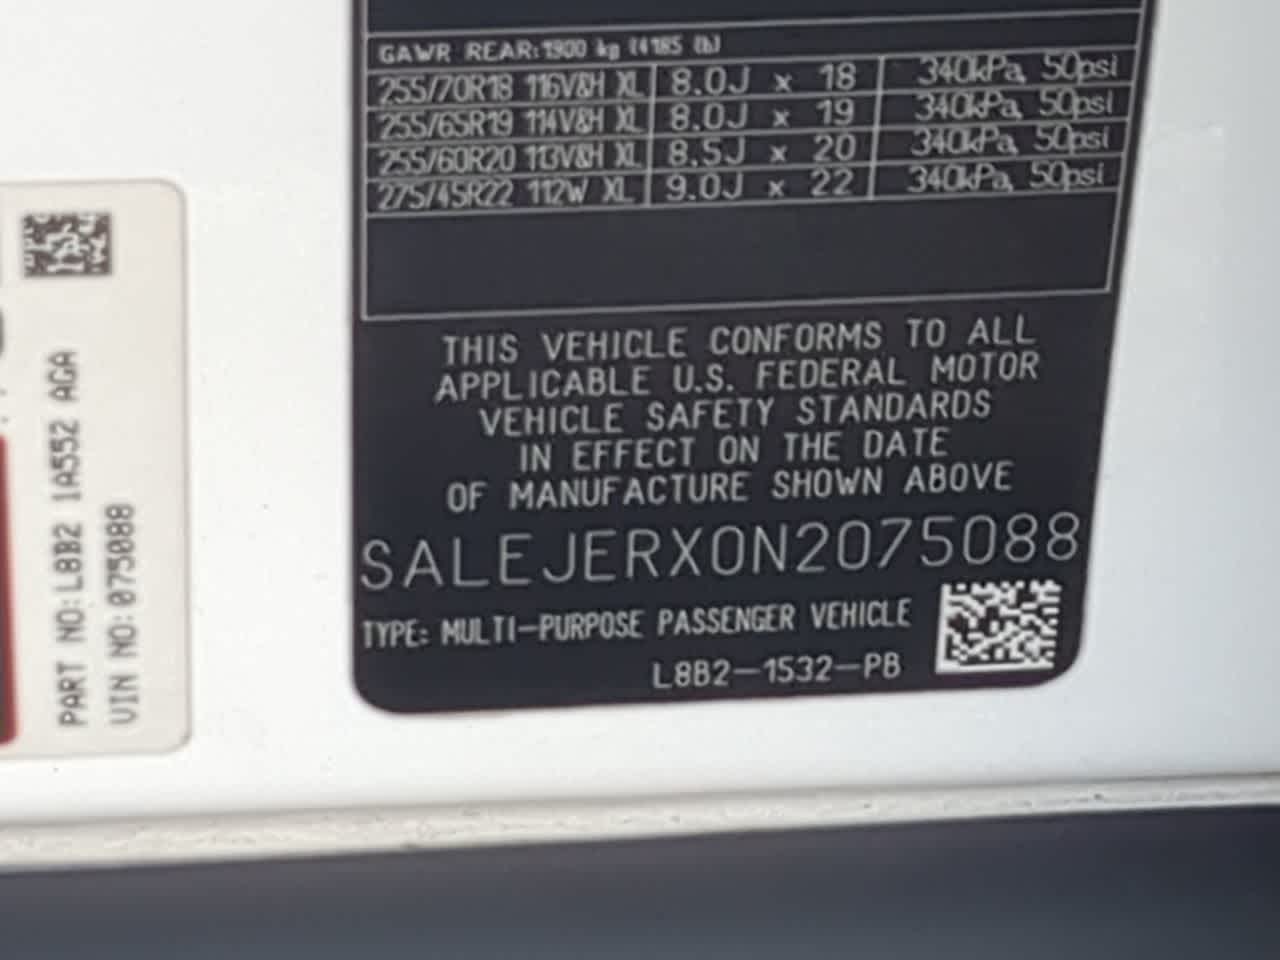 GAWR REAR: 1900 kg (4185 lb)
255/70R18 116V&H XL 8.0J x 18 340kPa, 50psi
255/65R19 114V&H XL 8.0J x 19 340kPa, 50psi
255/60R20 113V&H XL 8.5J x 20 340kPa, 50psi
275/45R22 112W XL 9.0J x 22 340kPa, 50psi
THIS VEHICLE CONFORMS TO ALL
APPLICABLE U.S. FEDERAL MOTOR
VEHICLE SAFETY STANDARDS
IN EFFECT ON THE DATE
OF MANUFACTURE SHOWN ABOVE
SALEJERX0N2075088
TYPE: MULTI-PURPOSE PASSENGER VEHICLE
L8B2-1532-PB
PART NO: L8B2 1A552 AGA
VIN NO: 075088